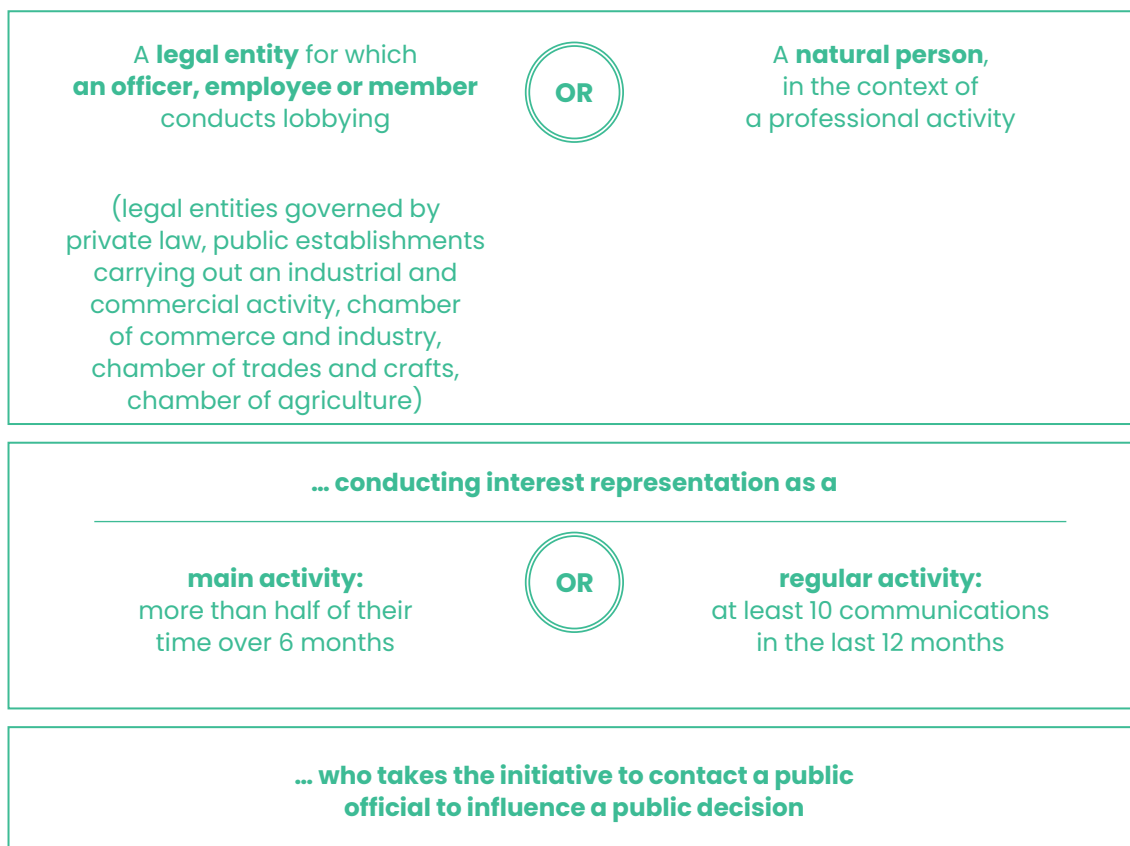 A legal entity for which
an officer, employee or member
conducts lobbying
(legal entities governed by
private law, public establishments
carrying out an industrial and
commercial activity, chamber
of commerce and industry,
chamber of trades and crafts,
chamber of agriculture)
OR
A natural person,
in the context of
a professional activity
... conducting interest representation as a
main activity:
more than half of their
time over 6 months
OR
regular activity:
at least 10 communications
in the last 12 months
... who takes the initiative to contact a public
official to influence a public decision